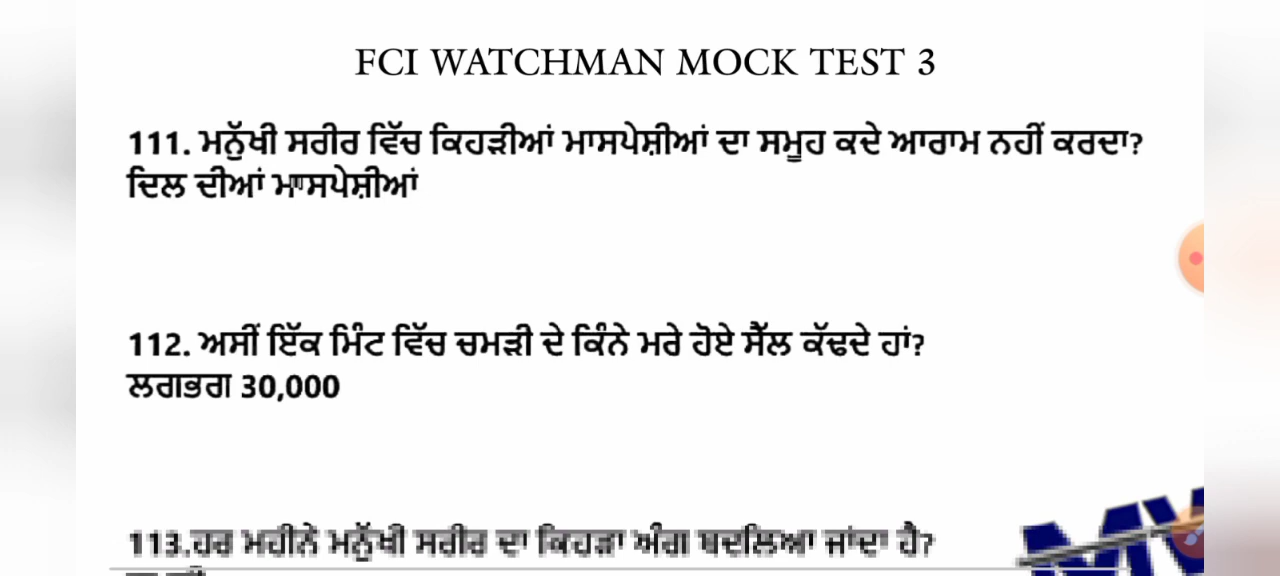 FCI WATCHMAN MOCK TEST 3
111. ਮਨੁੱਖੀ ਸਰੀਰ ਵਿੱਚ ਕਿਹੜੀਆਂ ਮਾਸਪੇਸ਼ੀਆਂ ਦਾ ਸਮੂਹ ਕਦੇ ਆਰਾਮ ਨਹੀਂ ਕਰਦਾ?
ਦਿਲ ਦੀਆਂ ਮਾਸਪੇਸ਼ੀਆਂ
112. ਅਸੀਂ ਇੱਕ ਮਿੰਟ ਵਿੱਚ ਚਮੜੀ ਦੇ ਕਿੰਨੇ ਮਰੇ ਹੋਏ ਸੈੱਲ ਕੱਢਦੇ ਹਾਂ?
ਲਗਭਗ 30,000
113.ਹਰ ਮਹੀਨੇ ਮਨੁੱਖੀ ਸਰੀਰ ਦਾ ਕਿਹੜਾ ਅੰਗ ਬਦਲਿਆ ਜਾਂਦਾ ਹੈ?